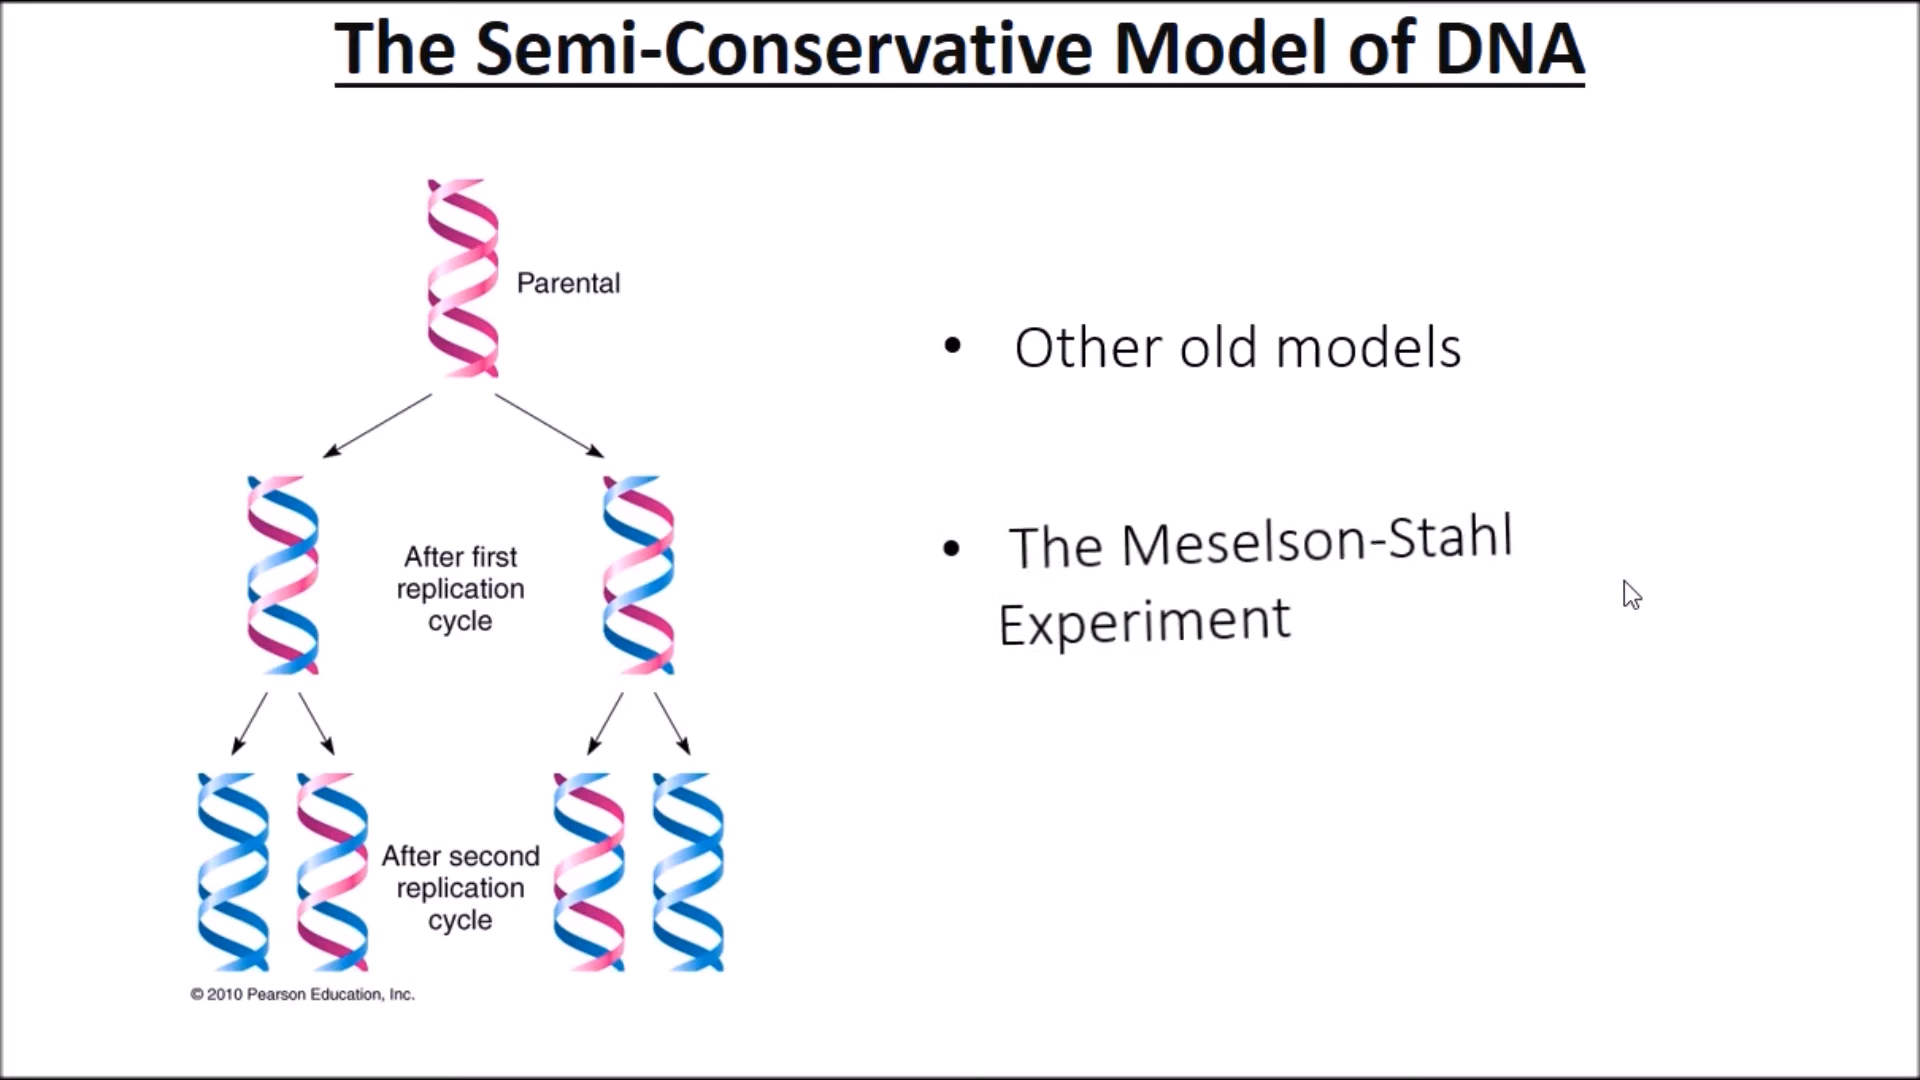 The Semi-Conservative Model of DNA
Parental
After first
replication
cycle
After second
replication
cycle
© 2010 Pearson Education, Inc.
• Other old models
• The Meselson-Stahl
Experiment